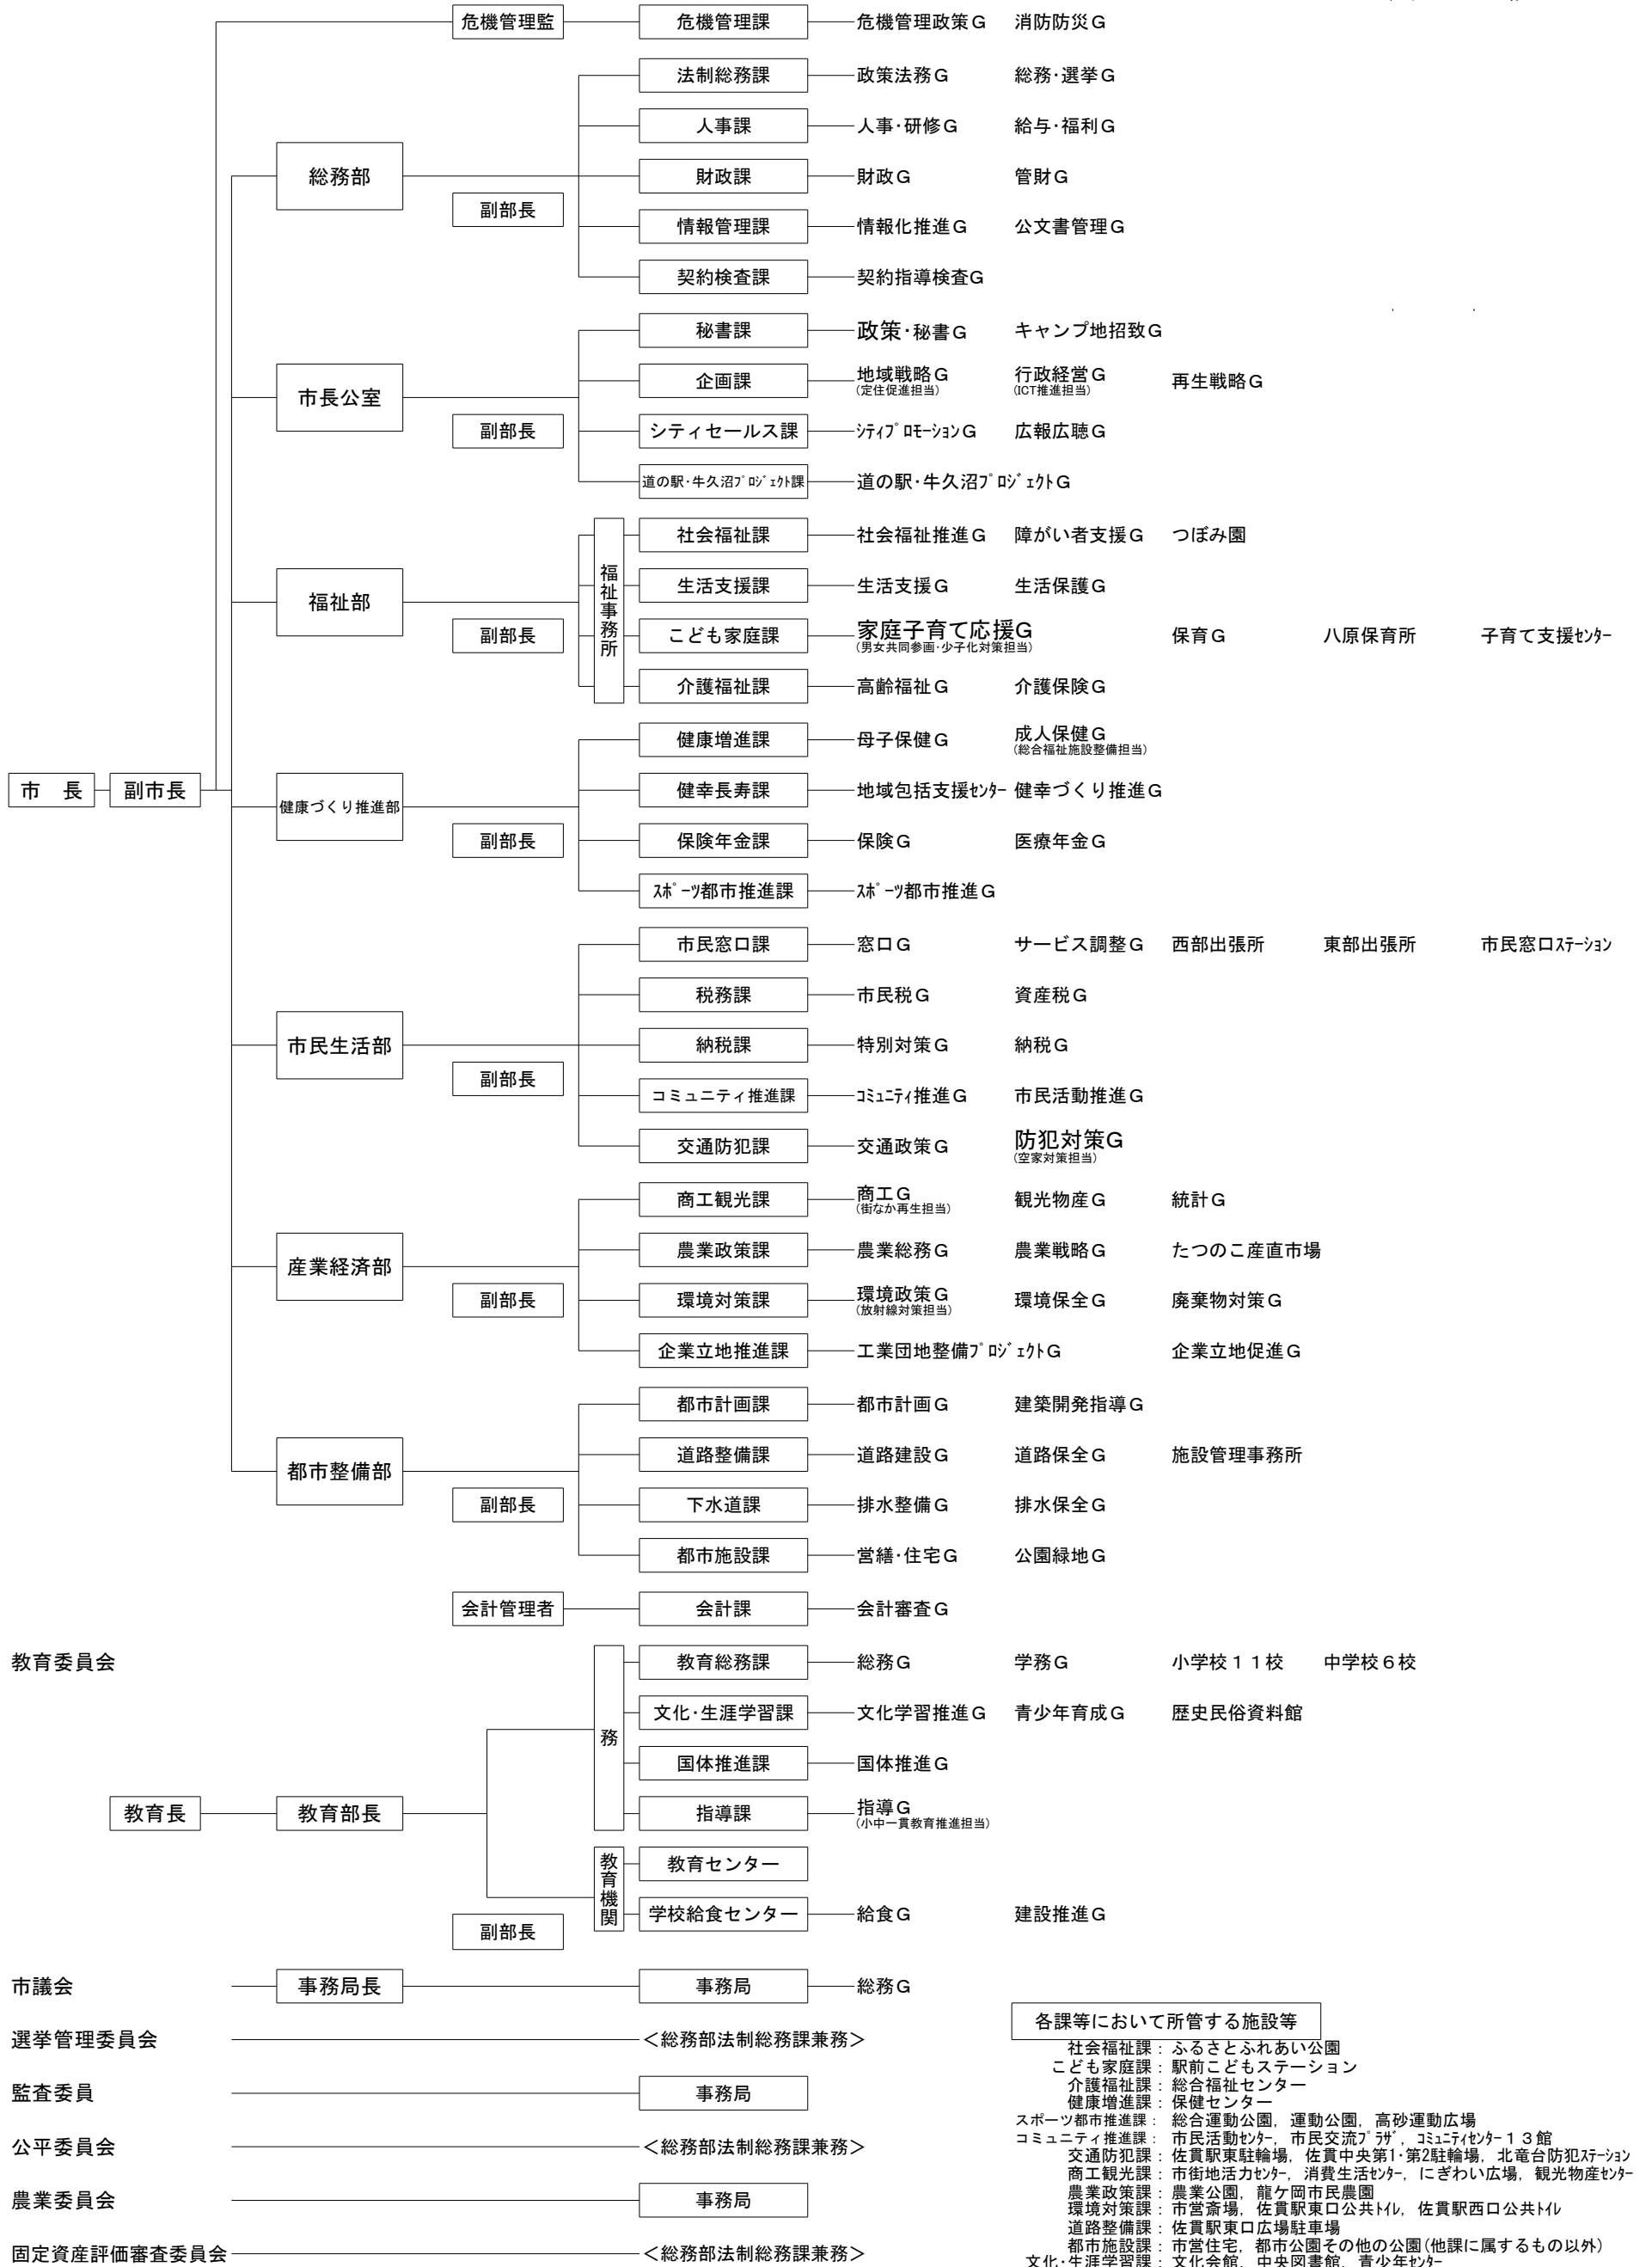 危機管理監 危機管理課 危機管理政策G 消防防災G
法制総務課 政策法務G 総務・選挙G
人事課 人事・研修G 給与・福利G
総務部 財政課 財政G 管財G
副部長
情報管理課 情報化推進G 公文書管理G
契約検査課 契約指導検査G
秘書課 政策・秘書G キャンプ地招致G
市長公室 企画課 地域戦略G 行政経営G 再生戦略G
(定住促進担当) (ICT推進担当)
副部長 シティセールス課 シティプロモーションG 広報広聴G
道の駅・牛久沼プロジェクト課 道の駅・牛久沼プロジェクトG
福祉事務所
社会福祉課 社会福祉推進G 障がい者支援G つぼみ園
福祉部 生活支援課 生活支援G 生活保護G
副部長 こども家庭課 家庭子育て応援G 保育G 八原保育所 子育て支援センター
(男女共同参画・少子化対策担当)
介護福祉課 高齢福祉G 介護保険G
健康増進課 母子保健G 成人保健G
(総合福祉施設整備担当)
市 長 副市長 健幸長寿課 地域包括支援センター 健幸づくり推進G
健康づくり推進部
副部長 保険年金課 保険G 医療年金G
スポーツ都市推進課 スポーツ都市推進G
市民窓口課 窓口G サービス調整G 西部出張所 東部出張所 市民窓口ステーション
税務課 市民税G 資産税G
市民生活部 納税課 特別対策G 納税G
副部長
コミュニティ推進課 コミュニティ推進G 市民活動推進G
交通防犯課 交通政策G 防犯対策G
(空家対策担当)
商工観光課 商工G 観光物産G 統計G
(街なか再生担当)
産業経済部 農業政策課 農業総務G 農業戦略G たつのこ産直市場
副部長 環境対策課 環境政策G 環境保全G 廃棄物対策G
(放射線対策担当)
企業立地推進課 工業団地整備プロジェクトG 企業立地促進G
都市計画課 都市計画G 建築開発指導G
都市整備部 道路整備課 道路建設G 道路保全G 施設管理事務所
副部長 下水道課 排水整備G 排水保全G
都市施設課 営繕・住宅G 公園緑地G
会計管理者 会計課 会計審査G
教育委員会 教育総務課 総務G 学務G 小学校11校 中学校6校
文化・生涯学習課 文化学習推進G 青少年育成G 歴史民俗資料館
務
国体推進課 国体推進G
教育長 教育部長 指導課 指導G
(小中一貫教育推進担当)
教育機関
教育センター
学校給食センター 給食G 建設推進G
副部長
市議会 事務局長 事務局 総務G
選挙管理委員会 <総務部法制総務課兼務>
監査委員 事務局
公平委員会 <総務部法制総務課兼務>
農業委員会 事務局
固定資産評価審査委員会 <総務部法制総務課兼務>
各課等において所管する施設等
社会福祉課：ふるさとふれあい公園
こども家庭課：駅前こどもステーション
介護福祉課：総合福祉センター
健康増進課：保健センター
スポーツ都市推進課：総合運動公園，運動公園，高砂運動広場
コミュニティ推進課：市民活動センター，市民交流プラザ，コミュニティセンター13館
交通防犯課：佐貫駅東駐輪場，佐貫中央第1・第2駐輪場，北竜台防犯ステーション
商工観光課：市街地活力センター，消費生活センター，にぎわい広場，観光物産センター
農業政策課：農業公園，龍ケ岡市民農園
環境対策課：市営斎場，佐貫駅東口公共トイレ，佐貫駅西口公共トイレ
道路整備課：佐貫駅東口広場駐車場
都市施設課：市営住宅，都市公園その他の公園(他課に属するもの以外)
文化・生涯学習課：文化会館，中央図書館，青少年センター